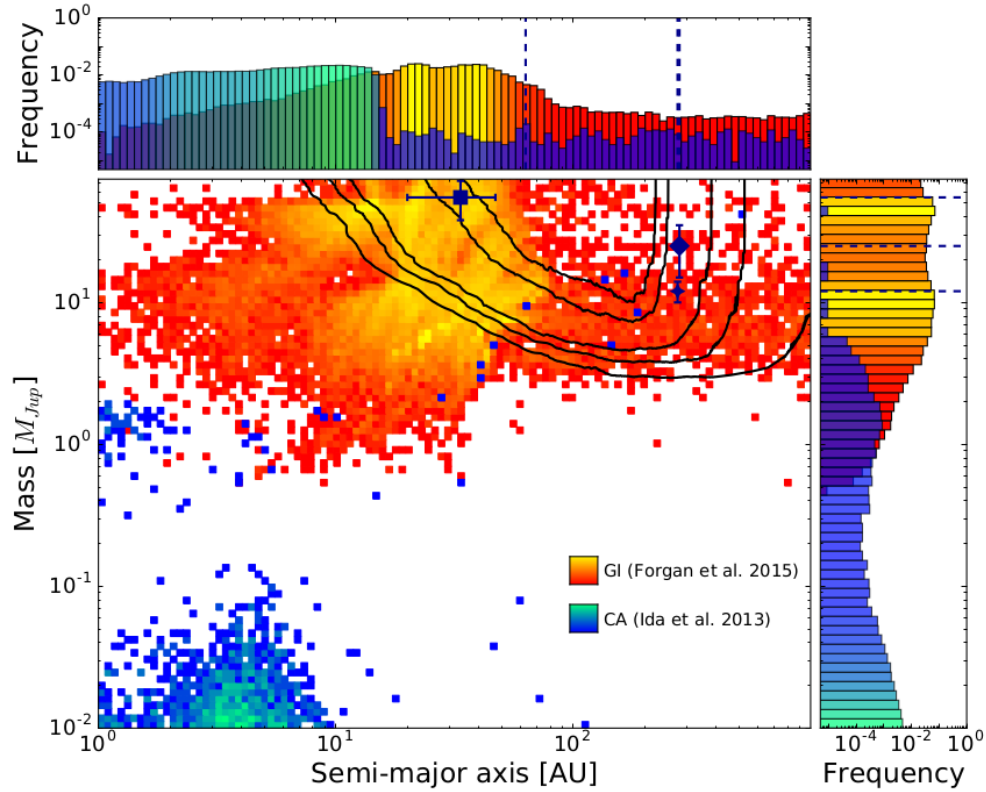 Frequency
10^0
10^-2
10^-4
Mass [M_Jup]
10^1
10^0
10^-1
10^-2
GI (Forgan et al. 2015)
CA (Ida et al. 2013)
10^0 10^1 10^2
Semi-major axis [AU]
10^-4 10^-2 10^0
Frequency